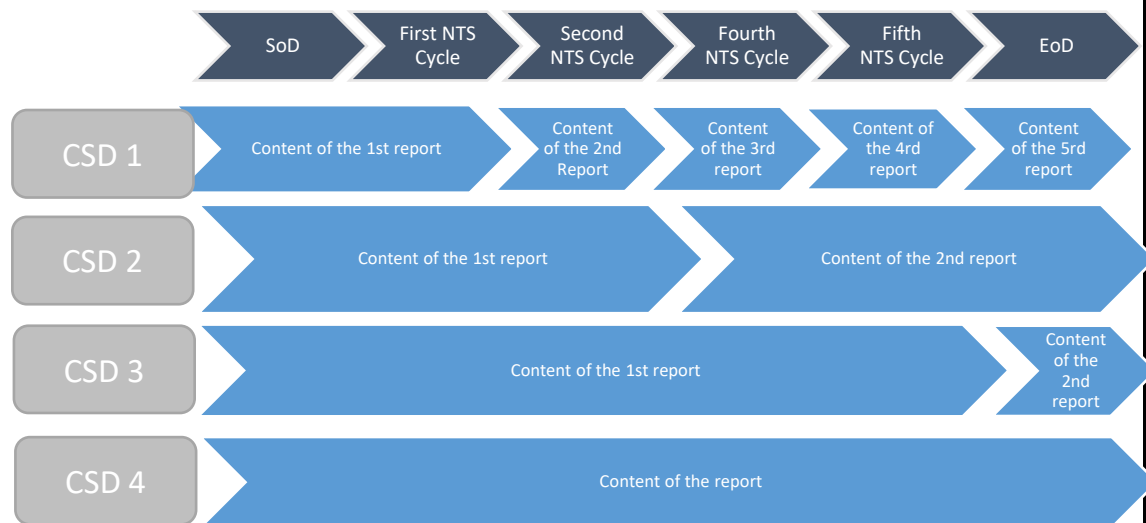 SoD
First NTS
Cycle
Second
NTS Cycle
Fourth
NTS Cycle
Fifth
NTS Cycle
EoD
CSD 1
Content of the 1st report
Content
of the 2nd
Report
Content
of the 3rd
report
Content of
the 4rd
report
Content
of the 5rd
report
CSD 2
Content of the 1st report
Content of the 2nd report
CSD 3
Content of the 1st report
Content
of the
2nd
report
CSD 4
Content of the report